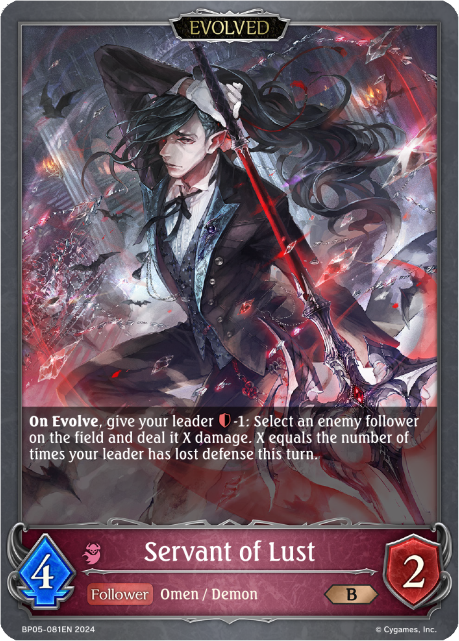 EVOLVED
On Evolve, give your leader -1: Select an enemy follower
on the field and deal it X damage. X equals the number of
times your leader has lost defense this turn.
Servant of Lust
4
Follower Omen / Demon B
2
BP05-081EN 2024 © Cygames, Inc.